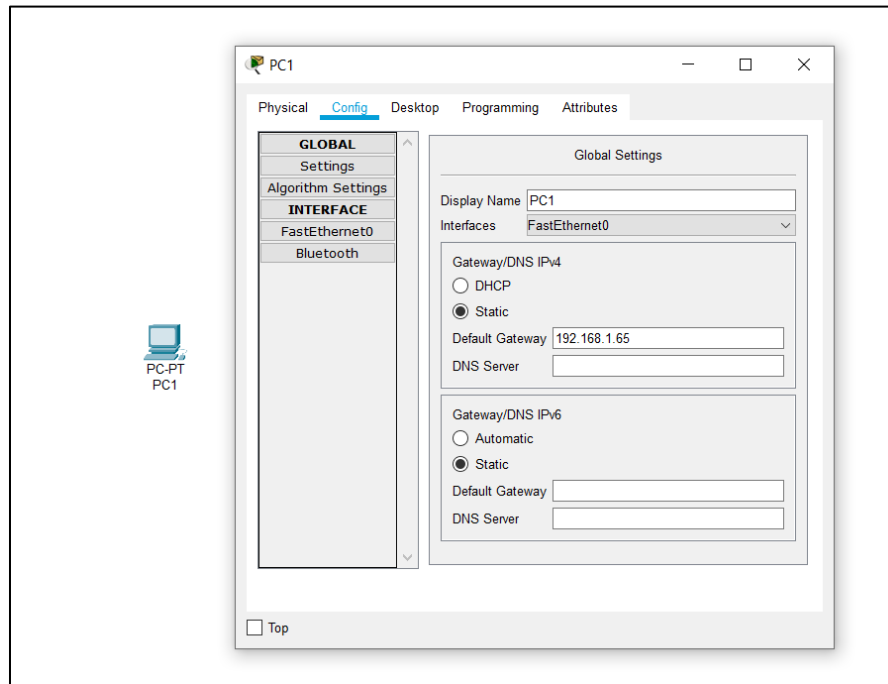 PC1
Physical Config Desktop Programming Attributes
GLOBAL
Settings
Algorithm Settings
INTERFACE
FastEthernet0
Bluetooth
Global Settings
Display Name PC1
Interfaces FastEthernet0
Gateway/DNS IPv4
DHCP
Static
Default Gateway 192.168.1.65
DNS Server
Gateway/DNS IPv6
Automatic
Static
Default Gateway
DNS Server
Top
PC-PT
PC1